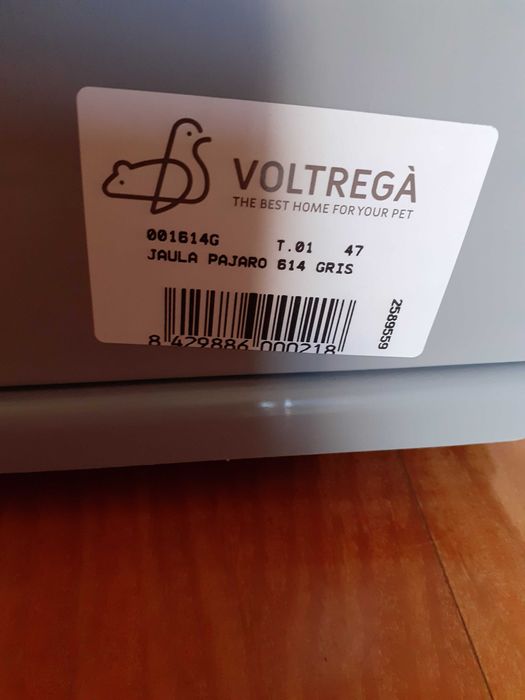 VOLTREGÀ
THE BEST HOME FOR YOUR PET
001614G T.01 47
JAULA PAJARO 614 GRIS
8 429886 000218
2589559